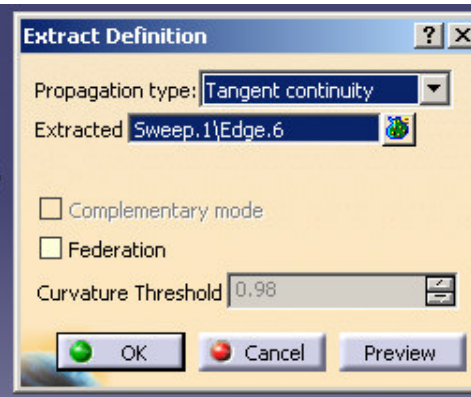 Extract Definition ? X
Propagation type: Tangent continuity
Extracted Sweep.1\Edge.6
Complementary mode
Federation
Curvature Threshold 0.98
OK Cancel Preview